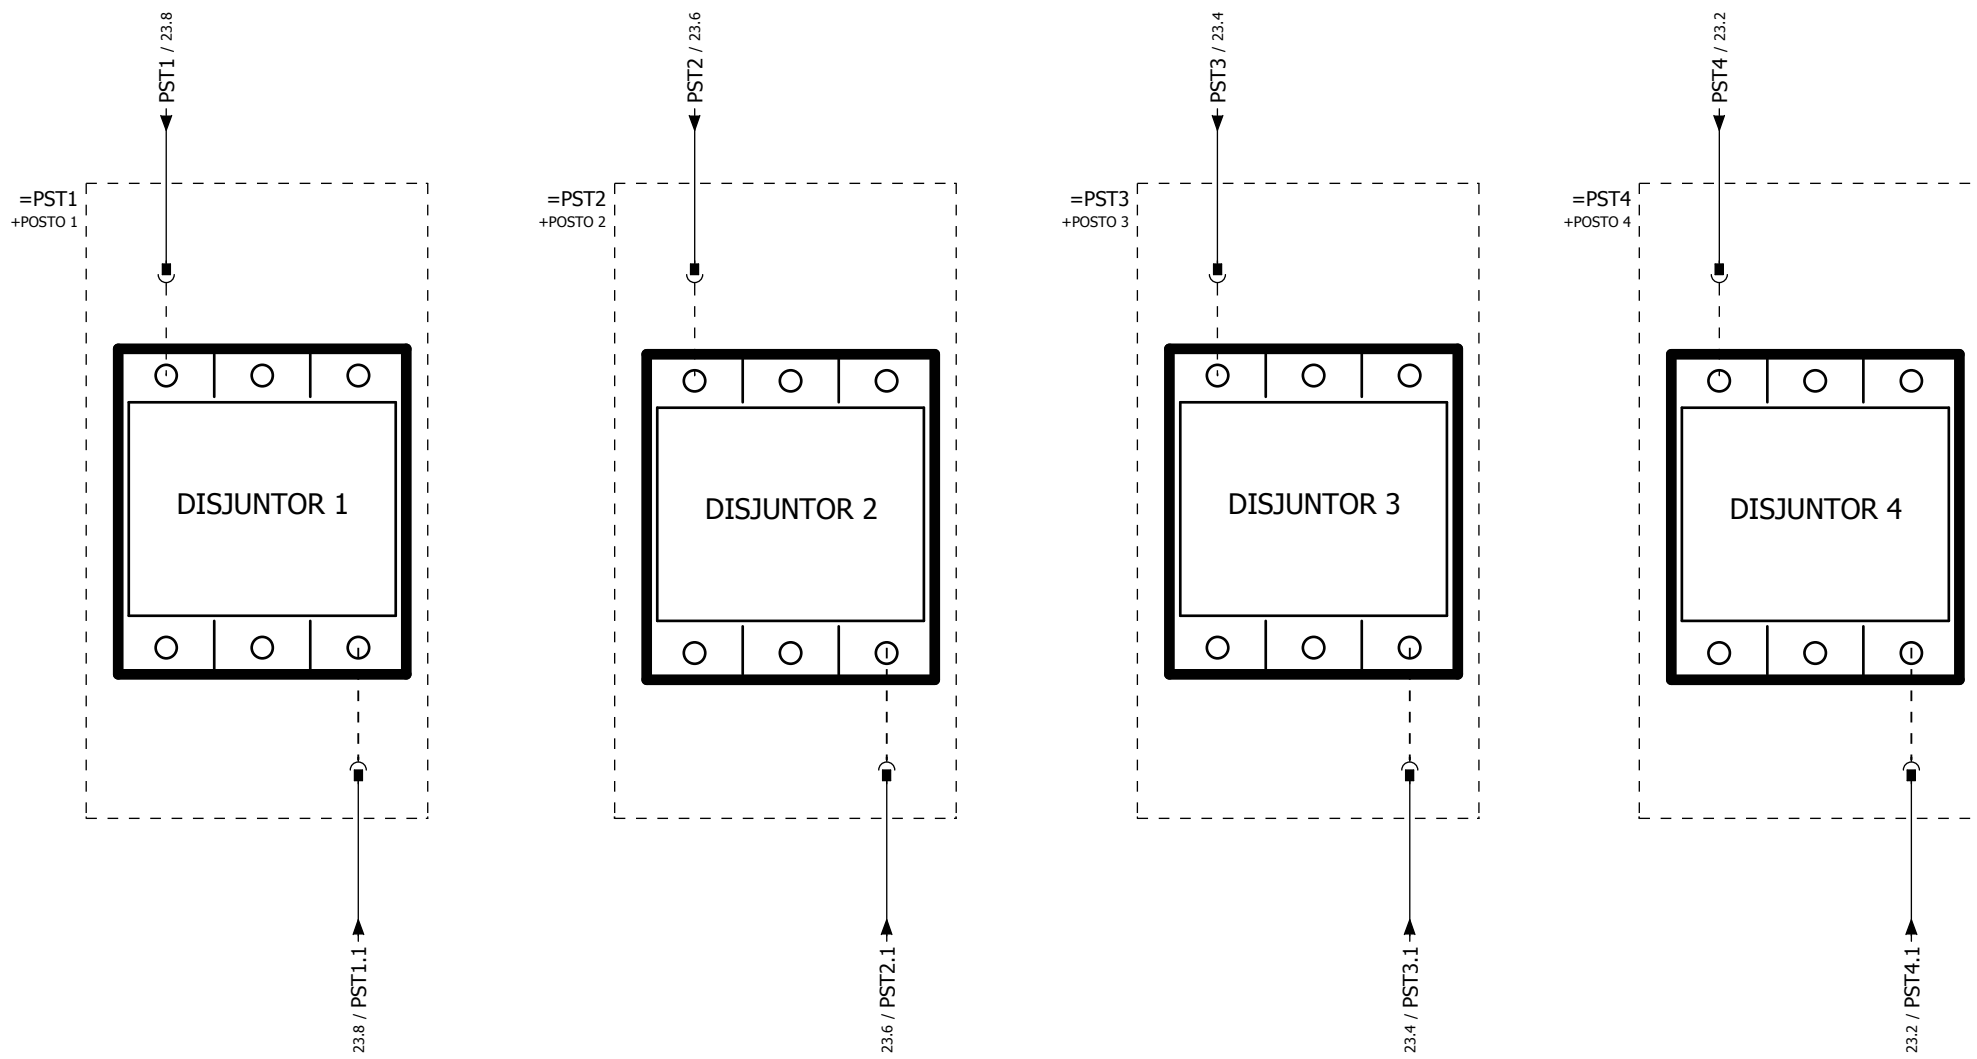 PST1 / 23.8
PST2 / 23.6
PST3 / 23.4
PST4 / 23.2
=PST1
+POSTO 1
=PST2
+POSTO 2
=PST3
+POSTO 3
=PST4
+POSTO 4
DISJUNTOR 1
DISJUNTOR 2
DISJUNTOR 3
DISJUNTOR 4
23.8 / PST1.1
23.6 / PST2.1
23.4 / PST3.1
23.2 / PST4.1